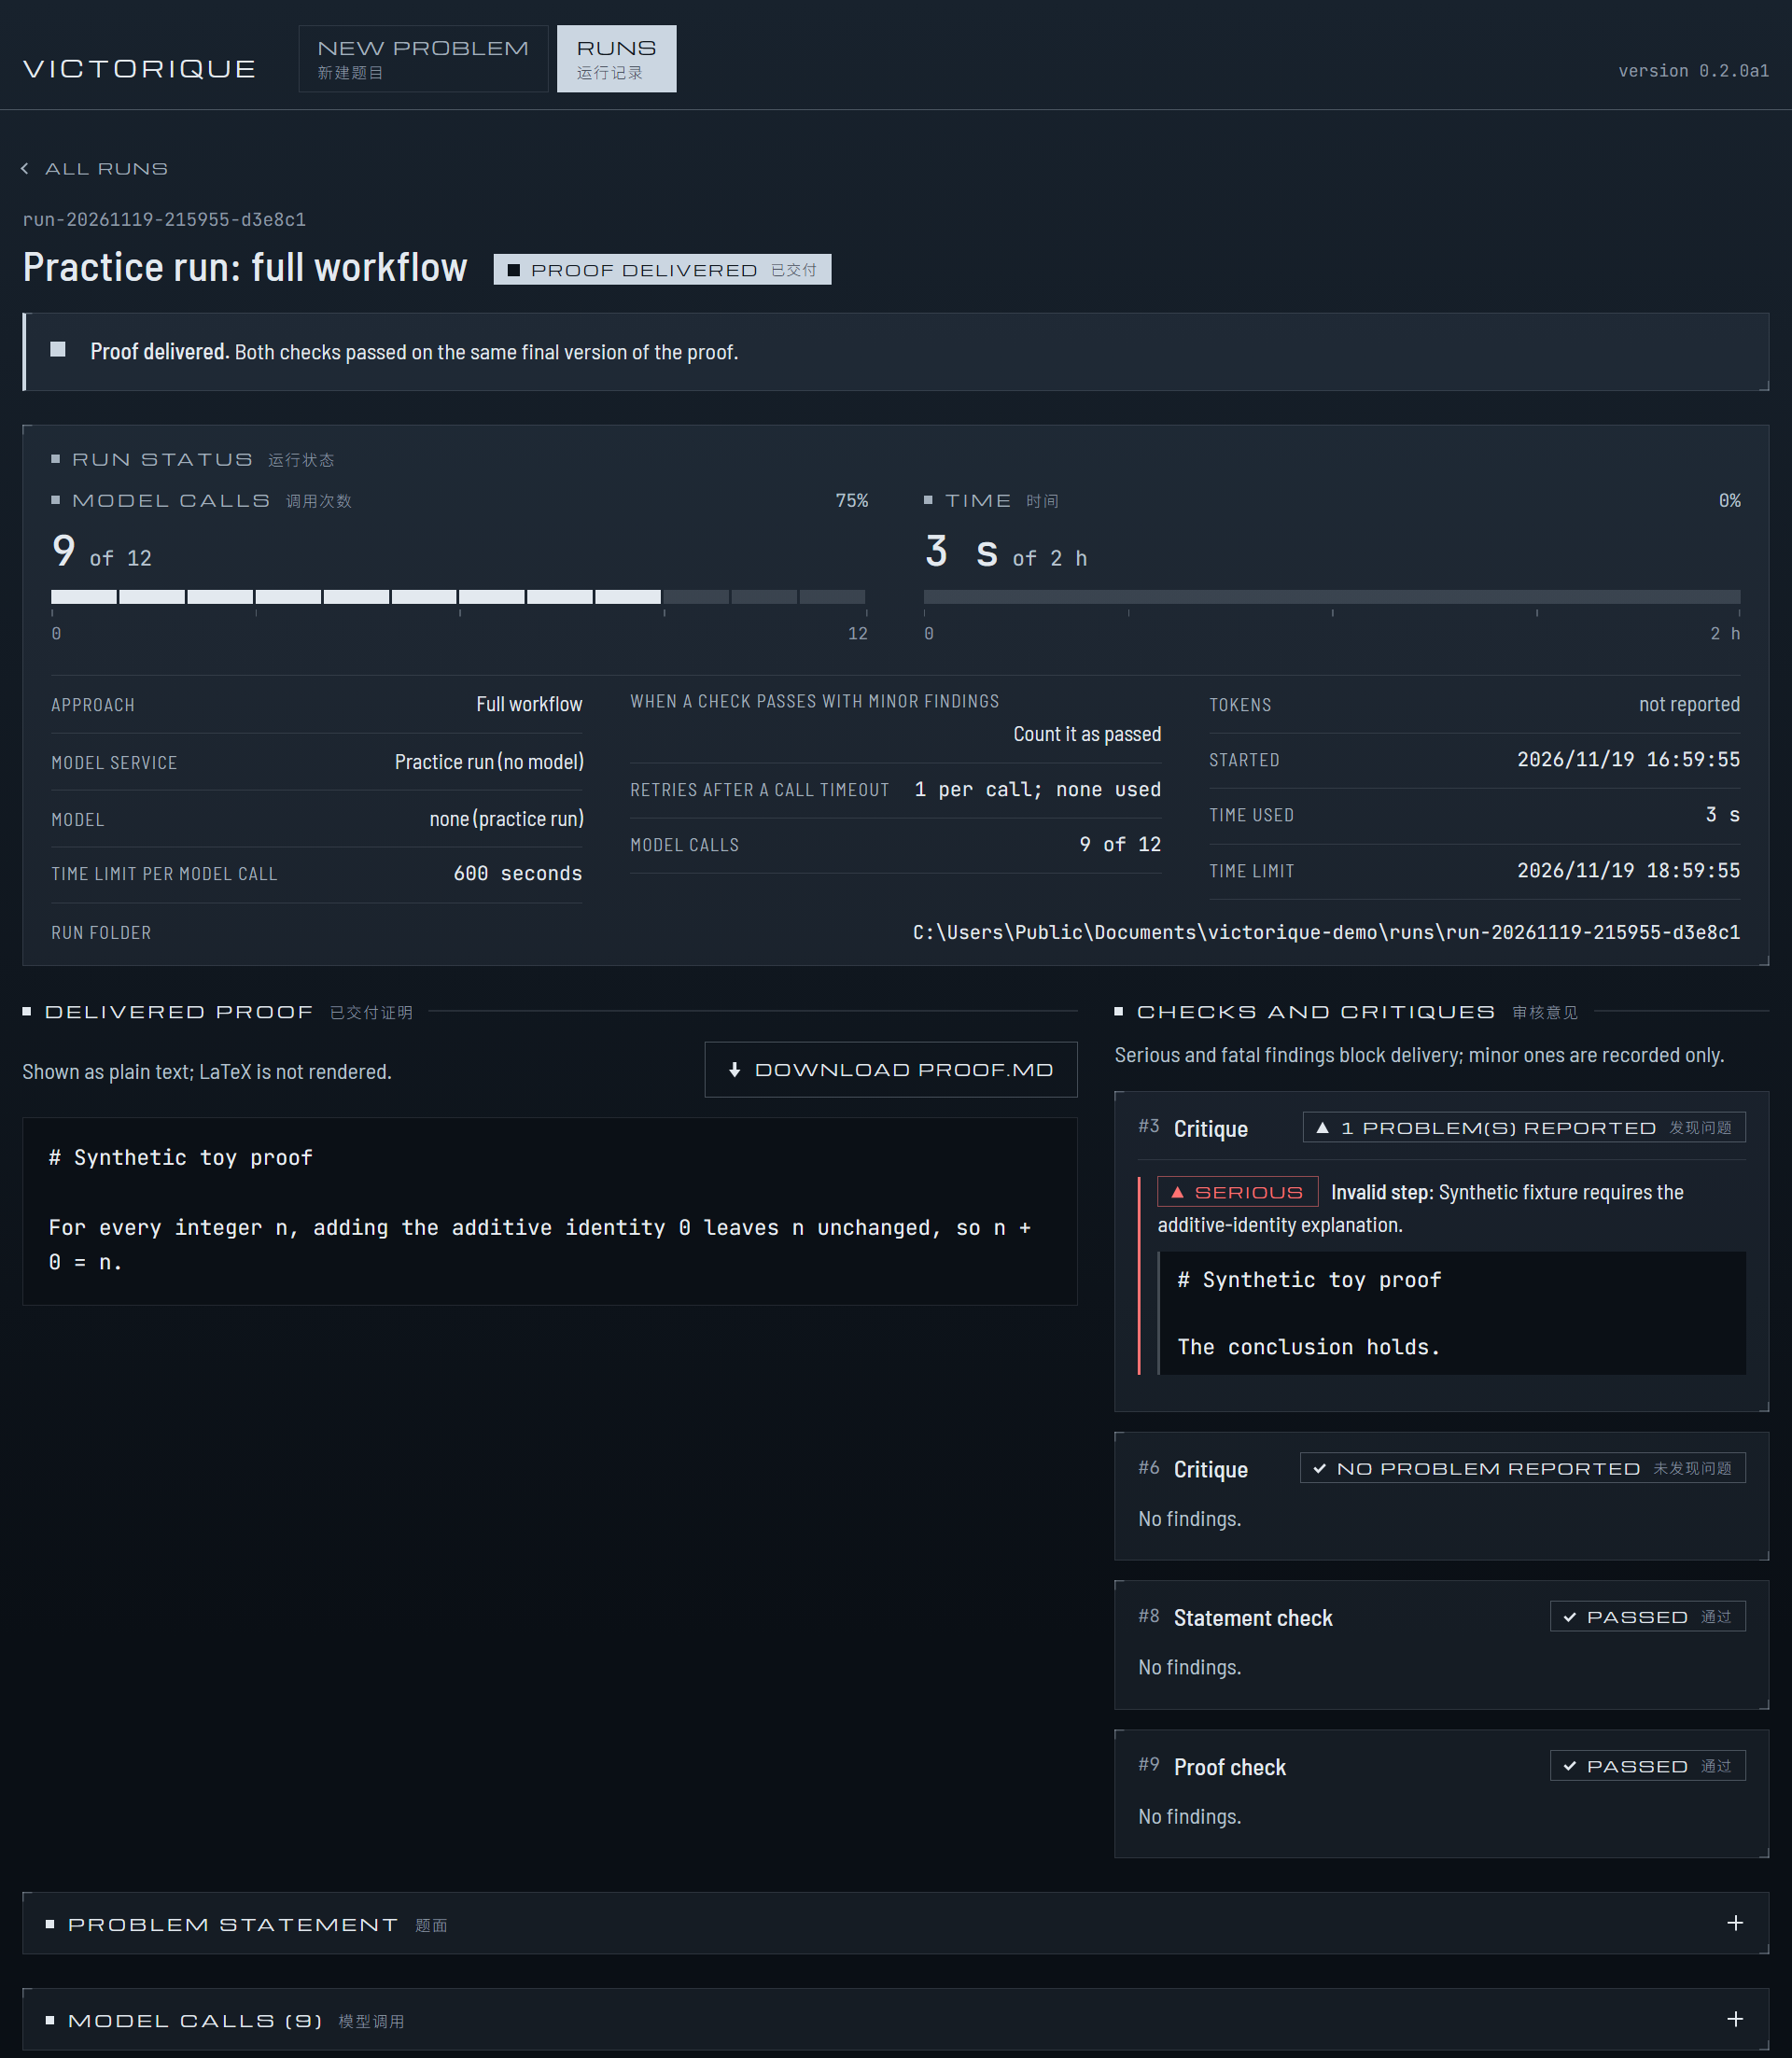 VICTORIQUE
NEW PROBLEM
新建题目
RUNS
运行记录
version 0.2.0a1
ALL RUNS
run-20261119-215955-d3e8c1
Practice run: full workflow
PROOF DELIVERED 已交付
Proof delivered. Both checks passed on the same final version of the proof.
RUN STATUS 运行状态
MODEL CALLS 调用次数 75%
9 of 12
0 12
TIME 时间 0%
3 s of 2 h
0 2 h
APPROACH Full workflow
MODEL SERVICE Practice run (no model)
MODEL none (practice run)
TIME LIMIT PER MODEL CALL 600 seconds
WHEN A CHECK PASSES WITH MINOR FINDINGS
Count it as passed
RETRIES AFTER A CALL TIMEOUT 1 per call; none used
MODEL CALLS 9 of 12
TOKENS not reported
STARTED 2026/11/19 16:59:55
TIME USED 3 s
TIME LIMIT 2026/11/19 18:59:55
RUN FOLDER C:\Users\Public\Documents\victorique-demo\runs\run-20261119-215955-d3e8c1
DELIVERED PROOF 已交付证明
Shown as plain text; LaTeX is not rendered.
DOWNLOAD PROOF.MD
# Synthetic toy proof
For every integer n, adding the additive identity 0 leaves n unchanged, so n +
0 = n.
CHECKS AND CRITIQUES 审核意见
Serious and fatal findings block delivery; minor ones are recorded only.
#3 Critique 1 PROBLEM(S) REPORTED 发现问题
SERIOUS Invalid step: Synthetic fixture requires the
additive-identity explanation.
# Synthetic toy proof
The conclusion holds.
#6 Critique NO PROBLEM REPORTED 未发现问题
No findings.
#8 Statement check PASSED 通过
No findings.
#9 Proof check PASSED 通过
No findings.
PROBLEM STATEMENT 题面
MODEL CALLS (9) 模型调用